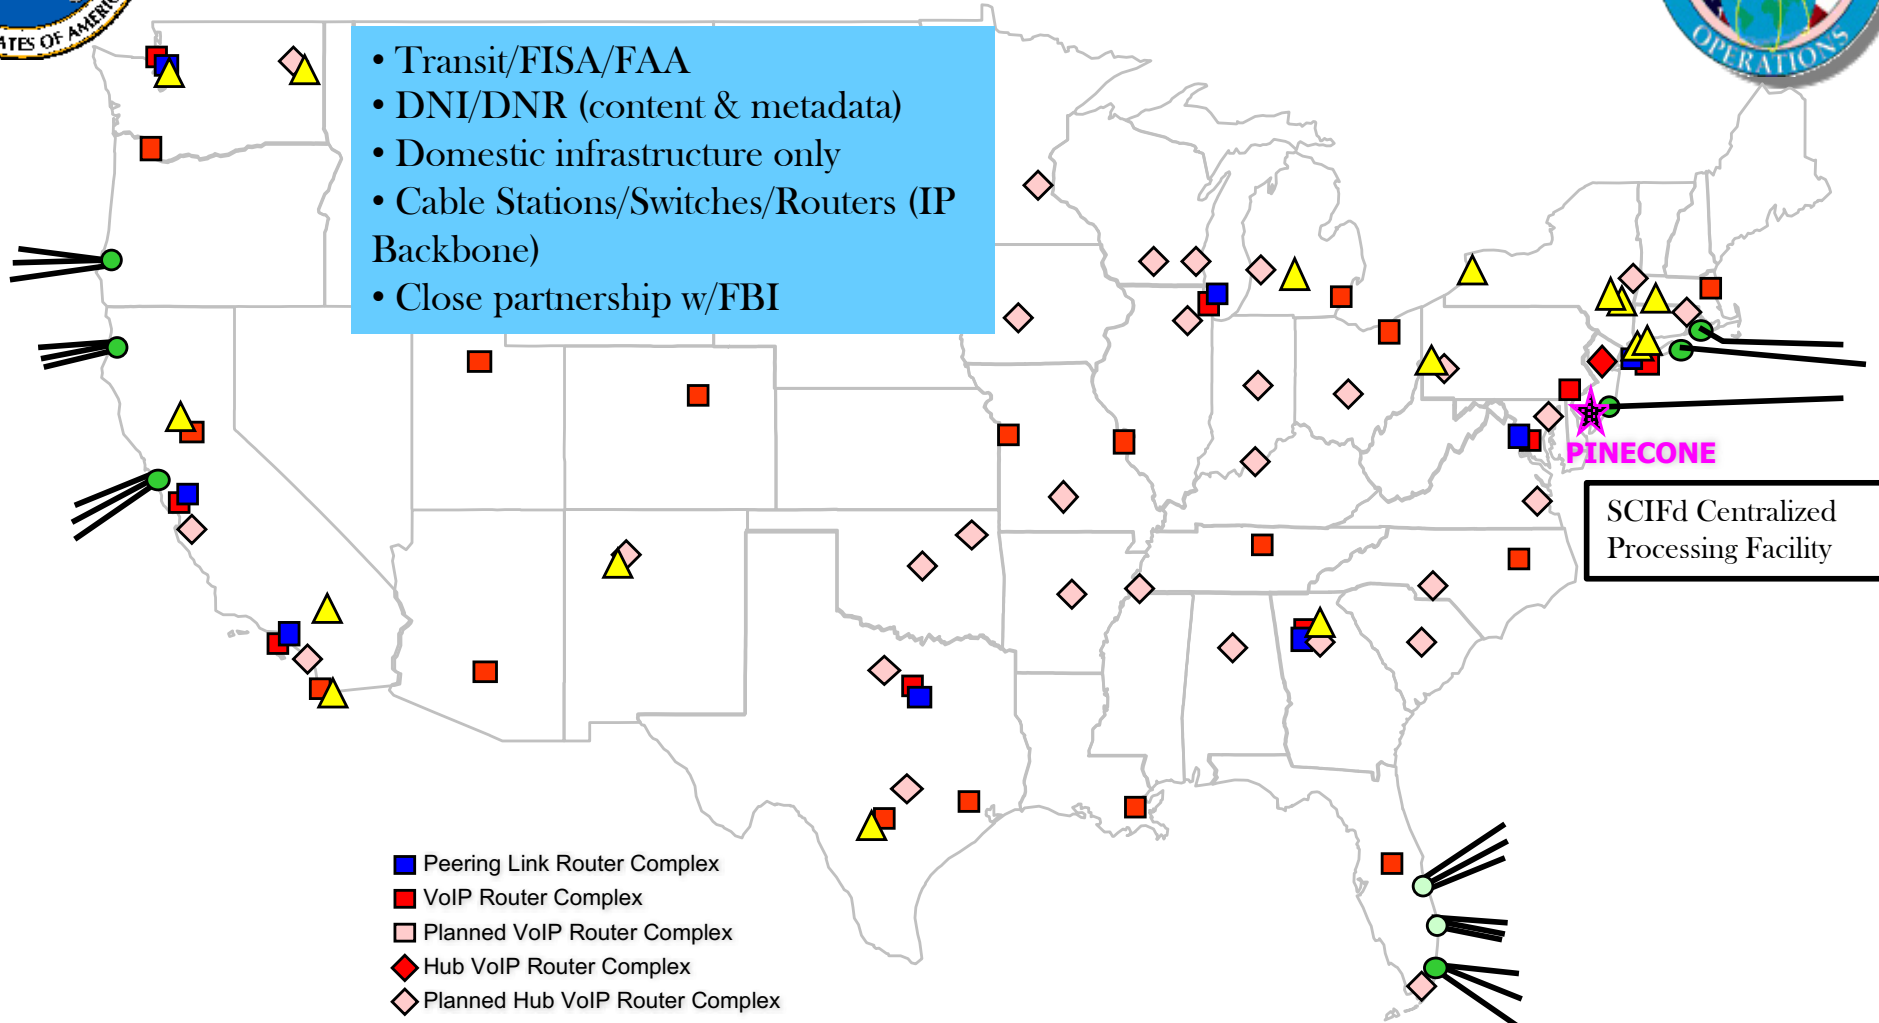 ATES OF AMERIC
OPERATIONS
• Transit/FISA/FAA
• DNI/DNR (content & metadata)
• Domestic infrastructure only
• Cable Stations/Switches/Routers (IP
Backbone)
• Close partnership w/FBI
PINECONE
SCIFd Centralized
Processing Facility
Peering Link Router Complex
VoIP Router Complex
Planned VoIP Router Complex
Hub VoIP Router Complex
Planned Hub VoIP Router Complex